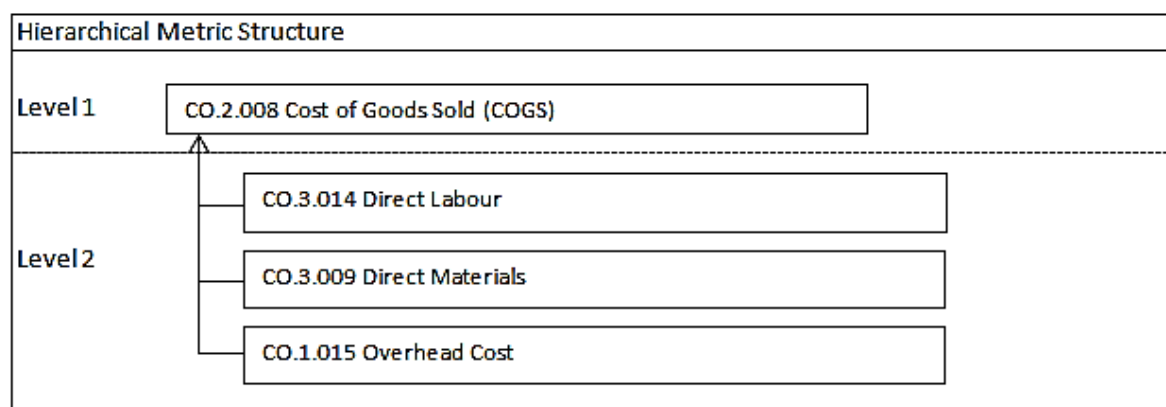 Hierarchical Metric Structure
Level 1
CO.2.008 Cost of Goods Sold (COGS)
CO.3.014 Direct Labour
Level 2
CO.3.009 Direct Materials
CO.1.015 Overhead Cost